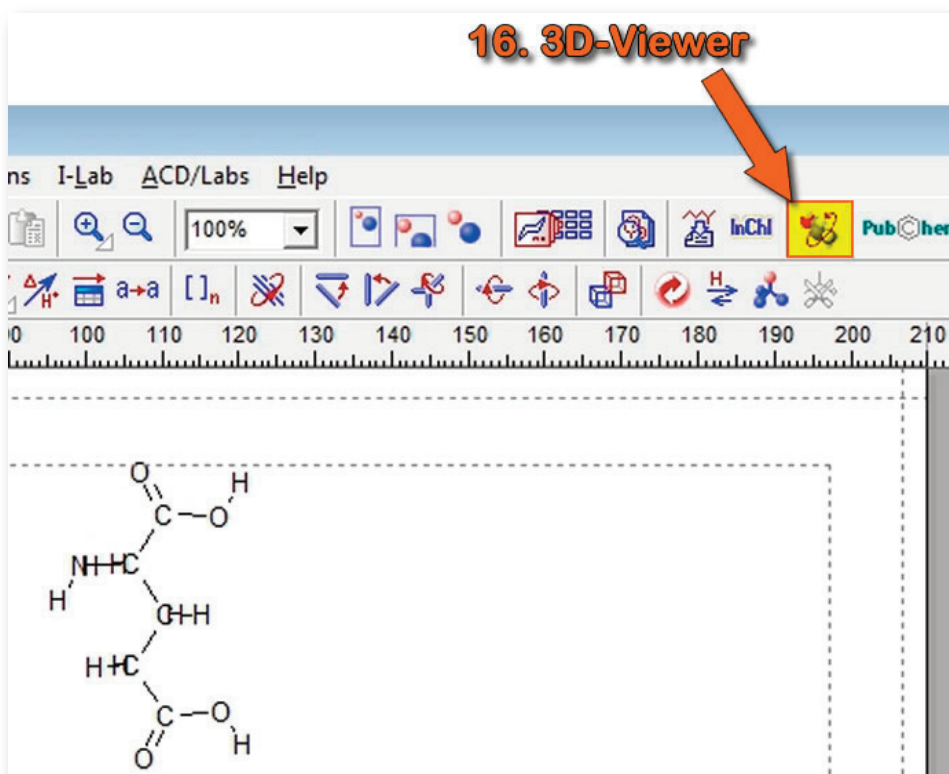 16. 3D-Viewer
ns I-Lab ACD/Labs Help
100% InChI Pub©hem
H+ a→a []n H
00 100 110 120 130 140 150 160 170 180 190 200 210
O H
C O
N H H C
H
C H H
H C
C O
O H